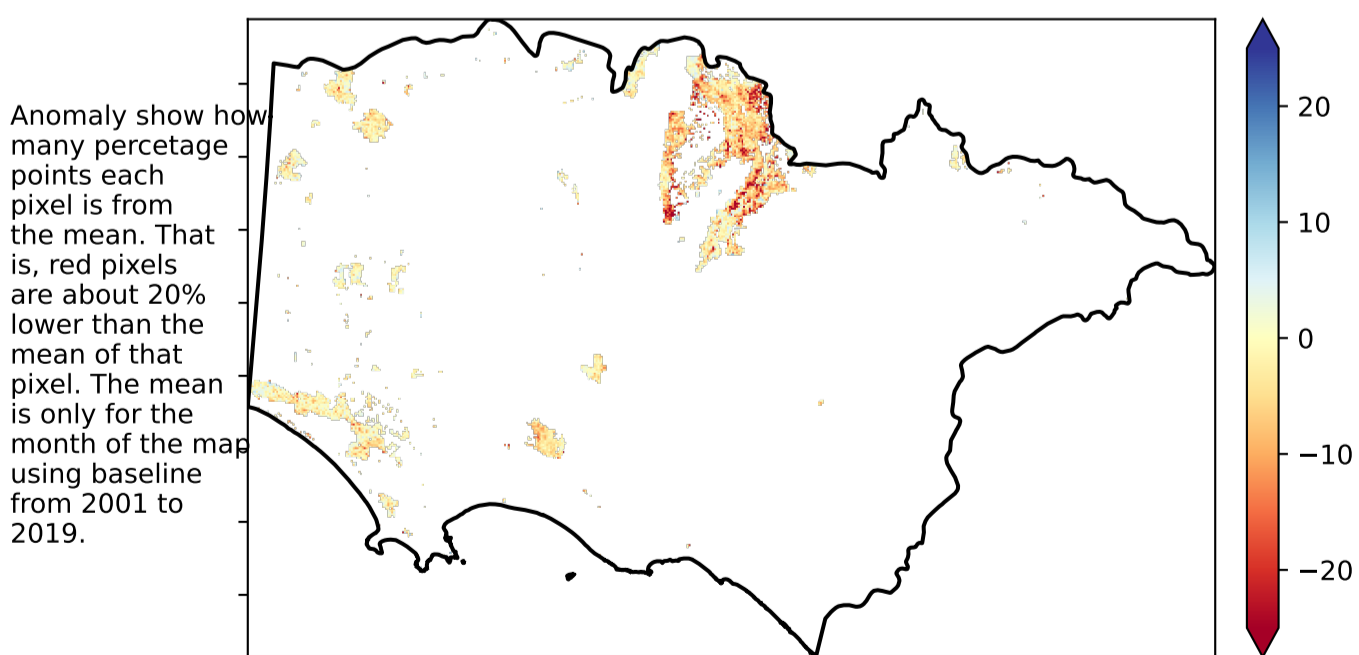 Anomaly show how
many percetage
points each
pixel is from
the mean. That
is, red pixels
are about 20%
lower than the
mean of that
pixel. The mean
is only for the
month of the map
using baseline
from 2001 to
2019.
20
10
0
−10
−20